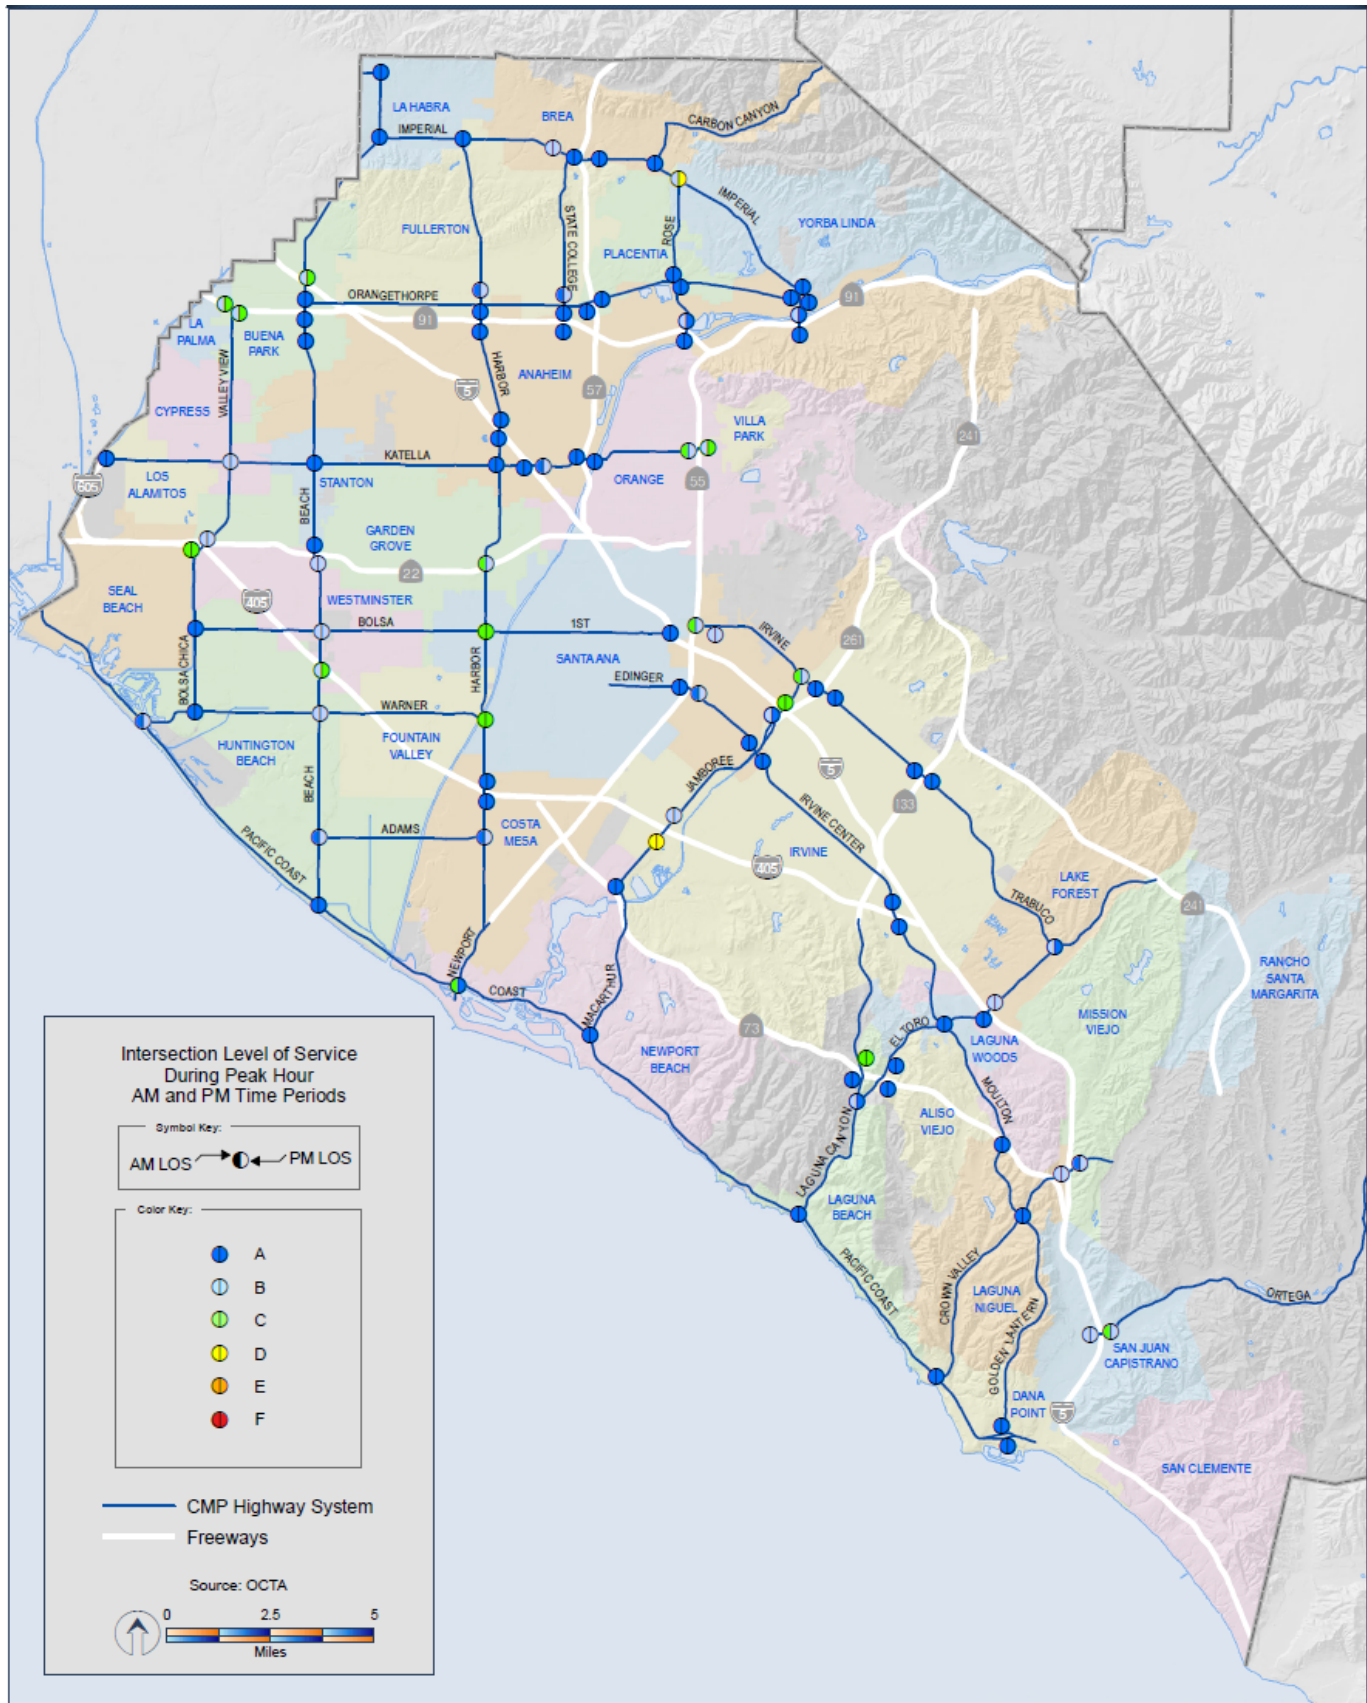 LA HABRA
IMPERIAL
BREA
CARBON CANYON
IMPERIAL
YORBA LINDA
FULLERTON
STATE COLLEGE
ROSE
PLACENTIA
ORANGETHORPE
91
91
LA
PALMA
BUENA
PARK
VALLEY VIEW
HARBOR
ANAHEIM
5
57
CYPRESS
VILLA
PARK
241
KATELLA
LOS
ALAMITOS
605
STANTON
ORANGE
55
BEACH
GARDEN
GROVE
22
SEAL
BEACH
405
WESTMINSTER
BOLSA
1ST
IRVINE
261
SANTA ANA
EDINGER
BOLSA CHICA
HARBOR
WARNER
HUNTINGTON
BEACH
FOUNTAIN
VALLEY
JAMBOREE
5
133
BEACH
IRVINE CENTER
ADAMS
COSTA
MESA
IRVINE
405
PACIFIC COAST
LAKE
FOREST
TRABUCO
241
NEWPORT
COAST
MACARTHUR
RANCHO
SANTA
MARGARITA
MISSION
VIEJO
73
NEWPORT
BEACH
EL TORO
LAGUNA
WOODS
MOULTON
ALISO
VIEJO
LAGUNA CANYON
LAGUNA
BEACH
PACIFIC COAST
CROWN VALLEY
LAGUNA
NIGUEL
GOLDEN LANTERN
ORTEGA
SAN JUAN
CAPISTRANO
DANA
POINT
5
SAN CLEMENTE
Intersection Level of Service
During Peak Hour
AM and PM Time Periods
Symbol Key:
AM LOS
PM LOS
Color Key:
A
B
C
D
E
F
CMP Highway System
Freeways
Source: OCTA
0 2.5 5
Miles